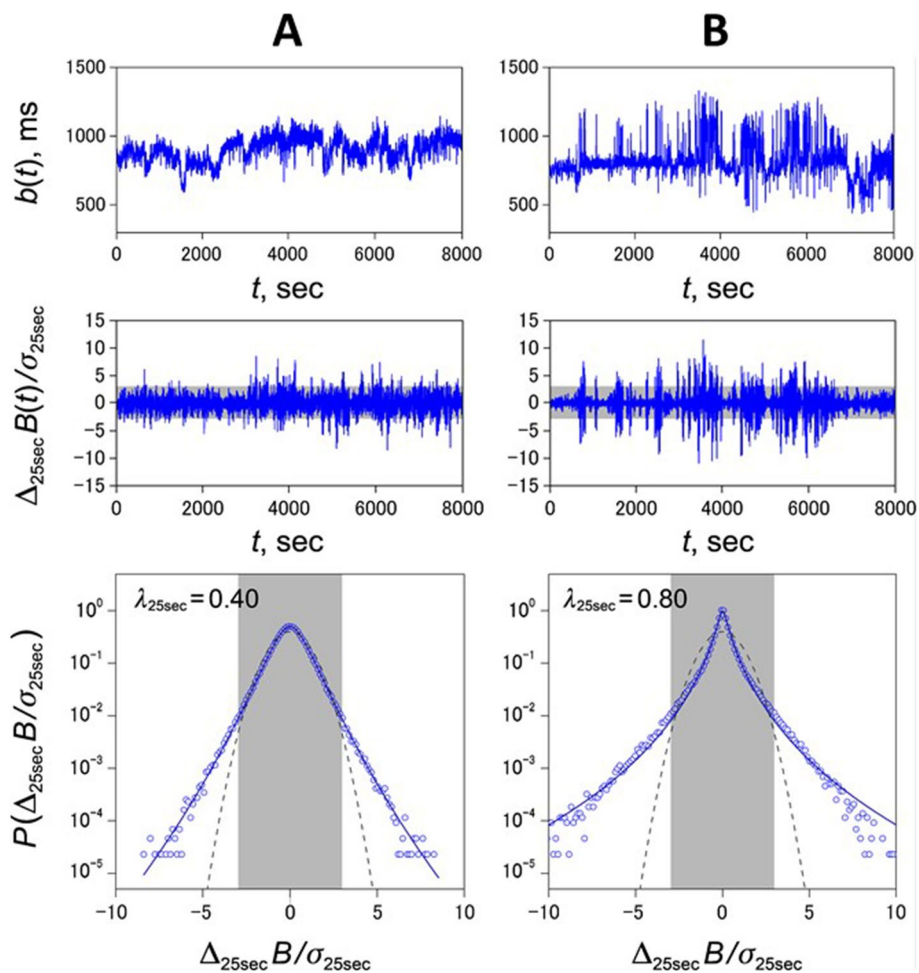 A B
b(t), ms
1500
1000
500
0 2000 4000 6000 8000
t, sec
1500
1000
500
0 2000 4000 6000 8000
t, sec
Δ25sec B(t)/σ25sec
15
10
5
0
−5
−10
−15
0 2000 4000 6000 8000
t, sec
15
10
5
0
−5
−10
−15
0 2000 4000 6000 8000
t, sec
P(Δ25sec B/σ25sec)
λ25sec=0.40
10⁰
10⁻¹
10⁻²
10⁻³
10⁻⁴
10⁻⁵
−10 −5 0 5 10
Δ25sec B/σ25sec
λ25sec=0.80
10⁰
10⁻¹
10⁻²
10⁻³
10⁻⁴
10⁻⁵
−10 −5 0 5 10
Δ25sec B/σ25sec